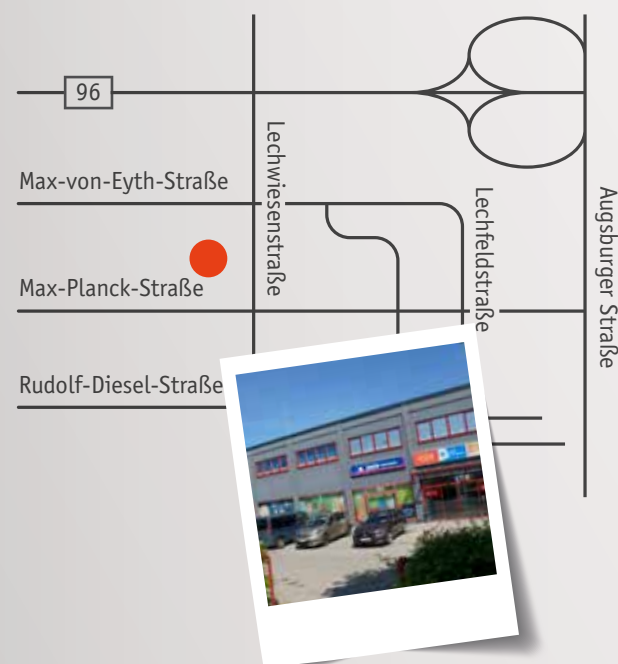 96
Max-von-Eyth-Straße
Lechwiesenstraße
Lechfeldstraße
Augsburger Straße
Max-Planck-Straße
Rudolf-Diesel-Straße